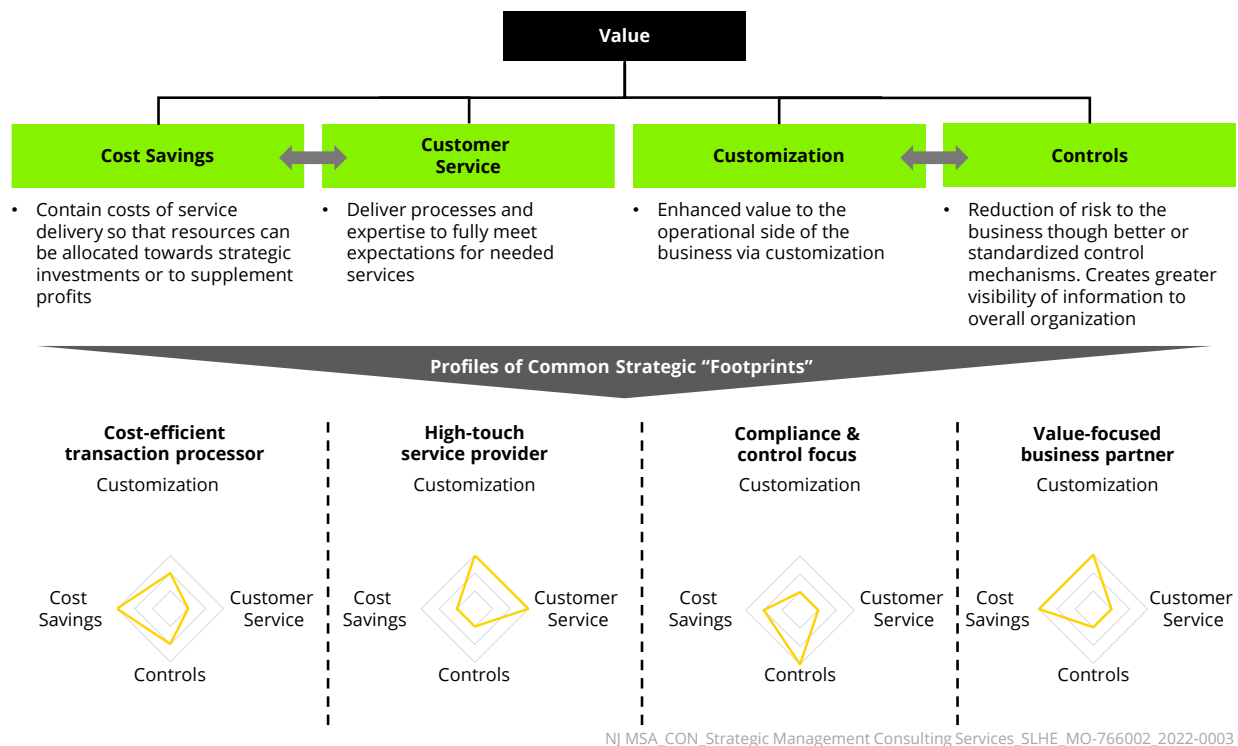 Value
Cost Savings
Customer
Service
Customization
Controls
• Contain costs of service
delivery so that resources can
be allocated towards strategic
investments or to supplement
profits
• Deliver processes and
expertise to fully meet
expectations for needed
services
• Enhanced value to the
operational side of the
business via customization
• Reduction of risk to the
business though better or
standardized control
mechanisms. Creates greater
visibility of information to
overall organization
Profiles of Common Strategic “Footprints”
Cost-efficient
transaction processor
Customization
Cost
Savings
Customer
Service
Controls
High-touch
service provider
Customization
Cost
Savings
Customer
Service
Controls
Compliance &
control focus
Customization
Cost
Savings
Customer
Service
Controls
Value-focused
business partner
Customization
Cost
Savings
Customer
Service
Controls
NJ MSA_CON_Strategic Management Consulting Services_SLHE_MO-766002_2022-0003